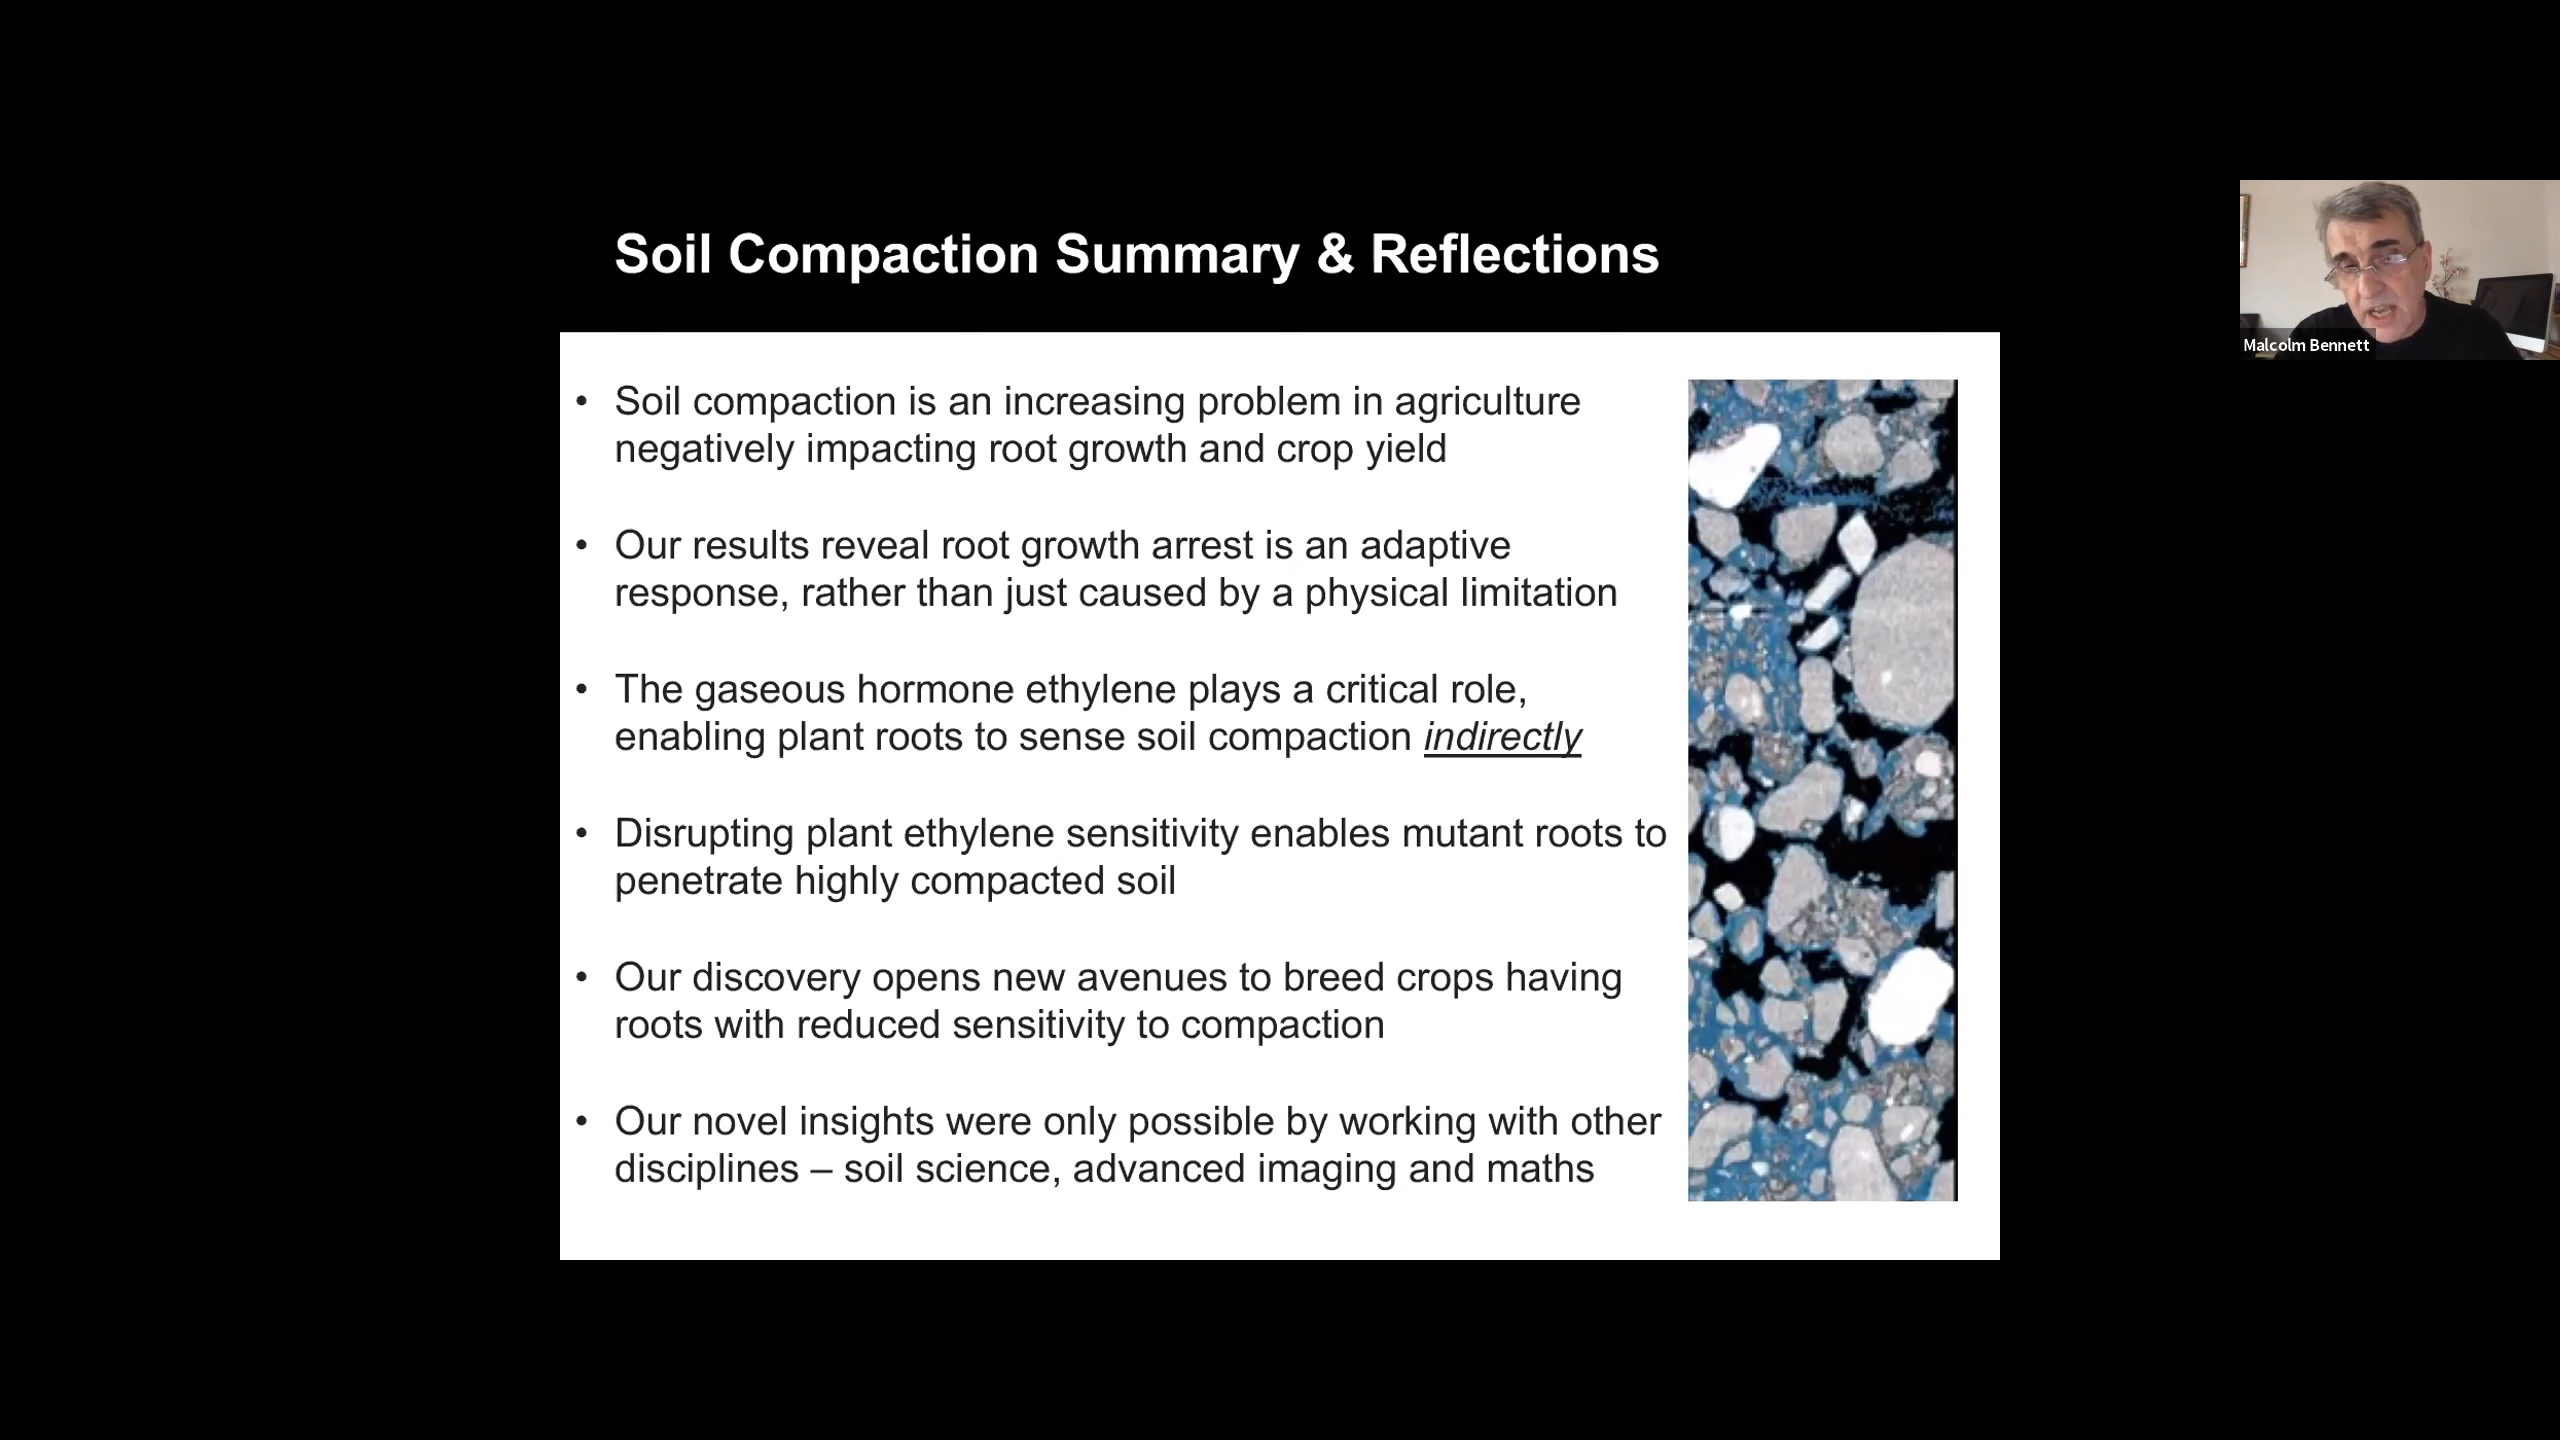 Soil Compaction Summary & Reflections
Malcolm Bennett
• Soil compaction is an increasing problem in agriculture
negatively impacting root growth and crop yield
• Our results reveal root growth arrest is an adaptive
response, rather than just caused by a physical limitation
• The gaseous hormone ethylene plays a critical role,
enabling plant roots to sense soil compaction indirectly
• Disrupting plant ethylene sensitivity enables mutant roots to
penetrate highly compacted soil
• Our discovery opens new avenues to breed crops having
roots with reduced sensitivity to compaction
• Our novel insights were only possible by working with other
disciplines – soil science, advanced imaging and maths